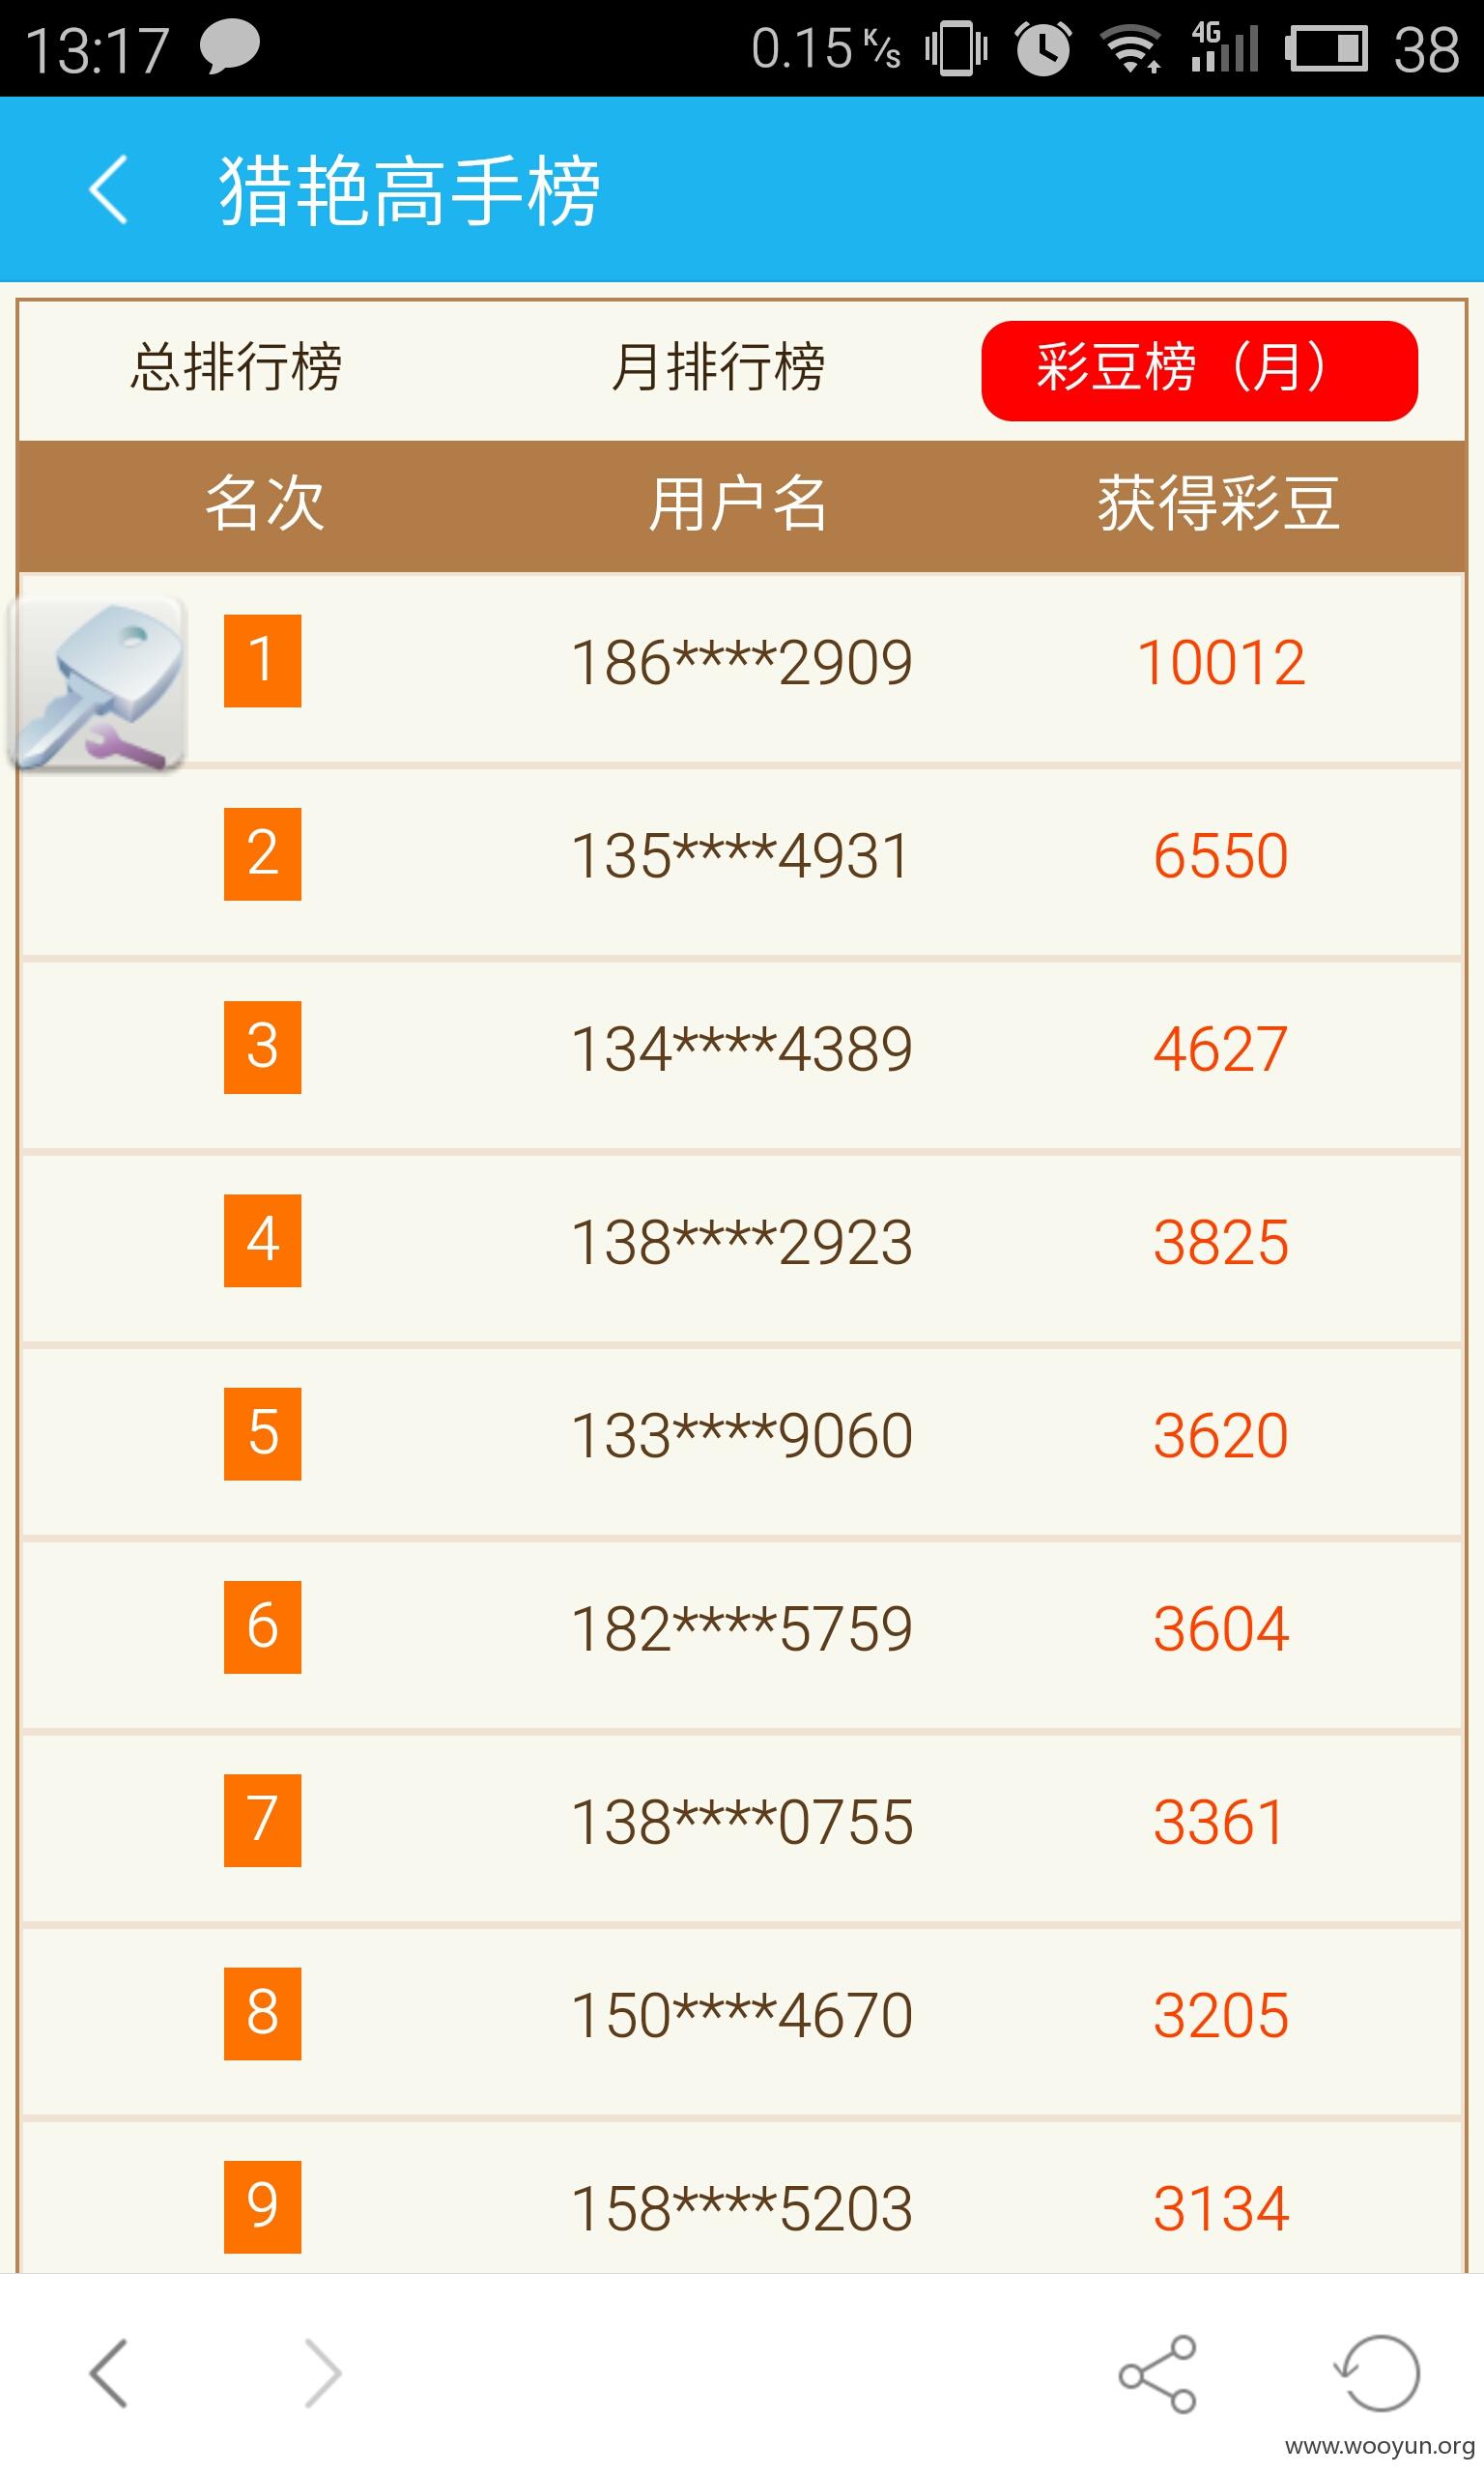 13:17 0.15 K/s 4G 38
猎艳高手榜
总排行榜 月排行榜 彩豆榜（月）
名次 用户名 获得彩豆
1 186****2909 10012
2 135****4931 6550
3 134****4389 4627
4 138****2923 3825
5 133****9060 3620
6 182****5759 3604
7 138****0755 3361
8 150****4670 3205
9 158****5203 3134
www.wooyun.org